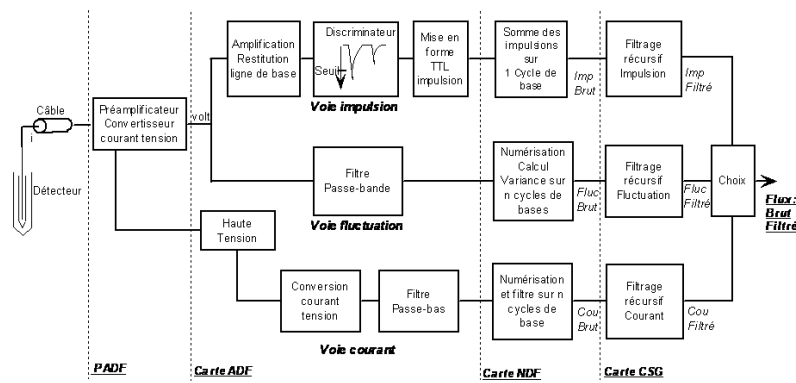 Câble
i
Détecteur
Préamplificateur
Convertisseur
courant tension
volt
Amplification
Restitution
ligne de base
Discriminateur
Seuil
Mise en
forme
TTL
impulsion
Voie impulsion
Somme des
impulsions
sur
1 Cycle de
base
Imp
Brut
Filtrage
récursif
Impulsion
Imp
Filtré
Filtre
Passe-bande
Voie fluctuation
Numérisation
Calcul
Variance sur
n cycles de
bases
Fluc
Brut
Filtrage
récursif
Fluctuation
Fluc
Filtré
Choix
Flux:
Brut
Filtré
Haute
Tension
Conversion
courant
tension
Filtre
Passe-bas
Voie courant
Numérisation
et filtre sur n
cycles de
base
Cou
Brut
Filtrage
récursif
Courant
Cou
Filtré
PADF
Carte ADF
Carte NDF
Carte CSG